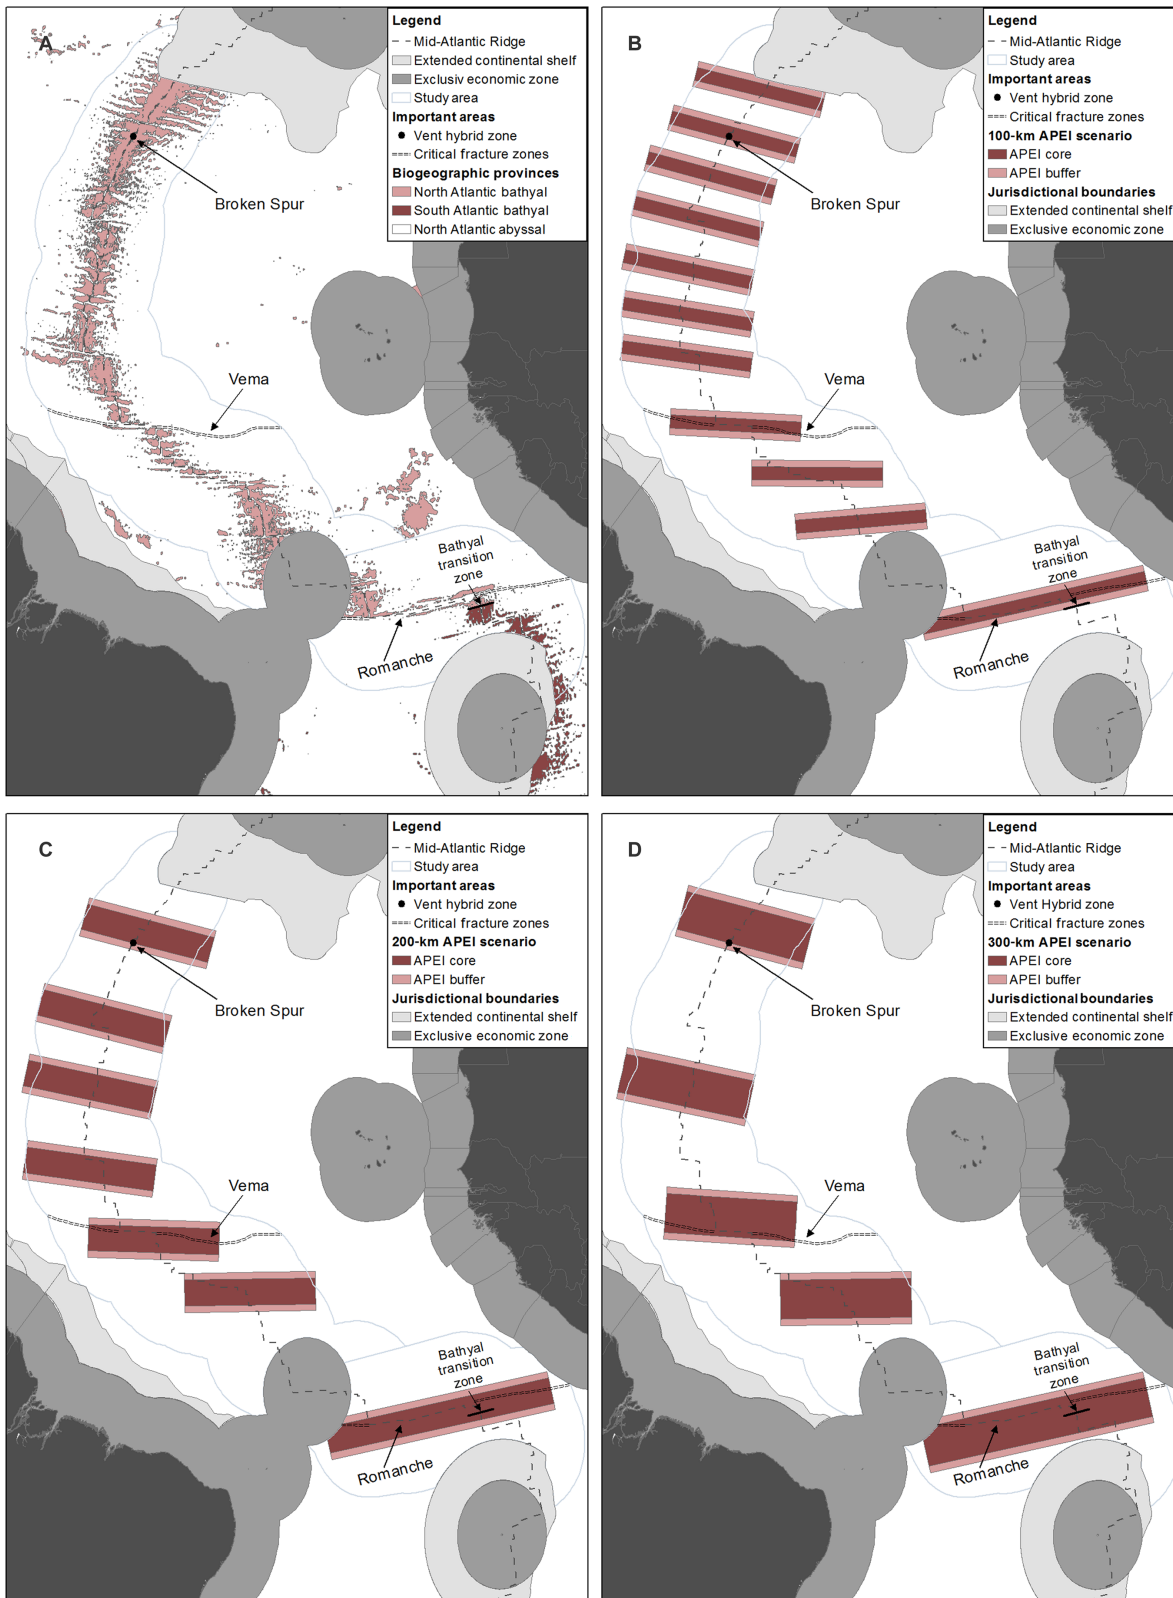 A
Legend
Mid-Atlantic Ridge
Extended continental shelf
Exclusiv economic zone
Study area
Important areas
Vent hybrid zone
Critical fracture zones
Biogeographic provinces
North Atlantic bathyal
South Atlantic bathyal
North Atlantic abyssal
Broken Spur
Vema
Bathyal
transition
zone
Romanche
B
Legend
Mid-Atlantic Ridge
Study area
Important areas
Vent hybrid zone
Critical fracture zones
100-km APEI scenario
APEI core
APEI buffer
Jurisdictional boundaries
Extended continental shelf
Exclusive economic zone
Broken Spur
Vema
Bathyal
transition
zone
Romanche
C
Legend
Mid-Atlantic Ridge
Study area
Important areas
Vent hybrid zone
Critical fracture zones
200-km APEI scenario
APEI core
APEI buffer
Jurisdictional boundaries
Extended continental shelf
Exclusive economic zone
Broken Spur
Vema
Bathyal
transition
zone
Romanche
D
Legend
Mid-Atlantic Ridge
Study area
Important areas
Vent Hybrid zone
Critical fracture zones
300-km APEI scenario
APEI core
APEI buffer
Jurisdictional boundaries
Extended continental shelf
Exclusive economic zone
Broken Spur
Vema
Bathyal
transition
zone
Romanche